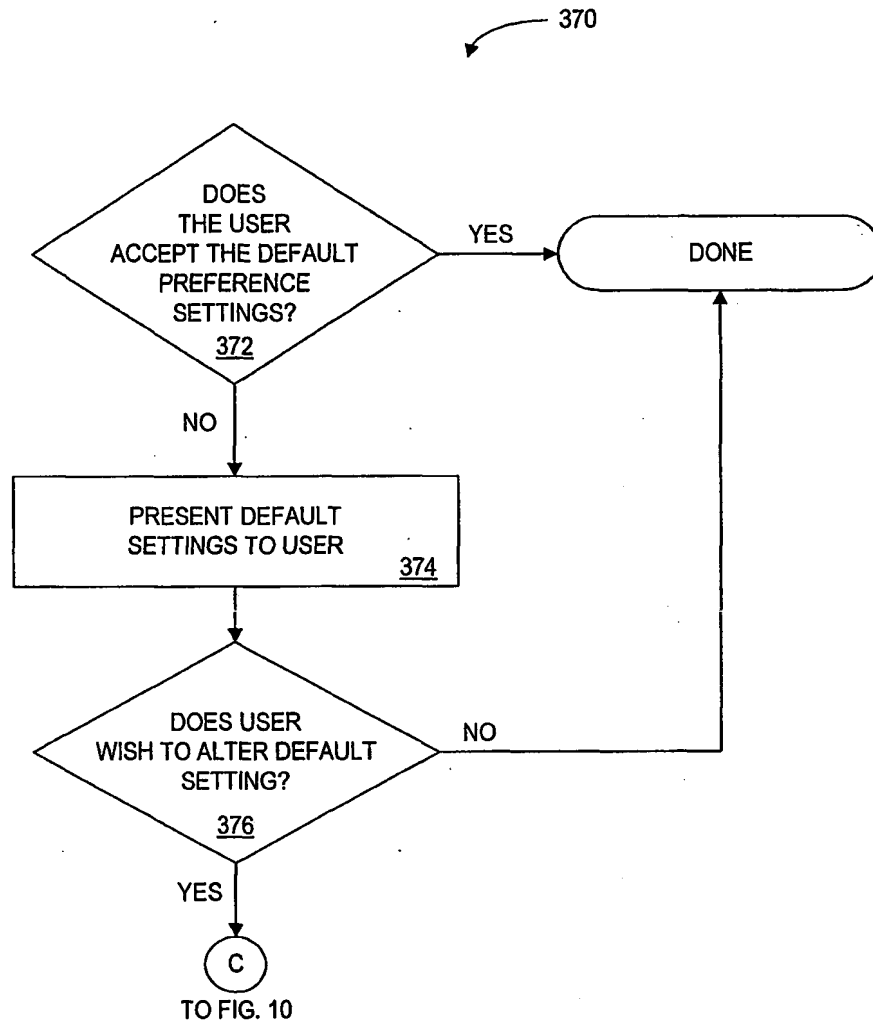 370
DOES
THE USER
ACCEPT THE DEFAULT
PREFERENCE
SETTINGS?
372
YES
DONE
NO
PRESENT DEFAULT
SETTINGS TO USER
374
DOES USER
WISH TO ALTER DEFAULT
SETTING?
376
NO
YES
C
TO FIG. 10